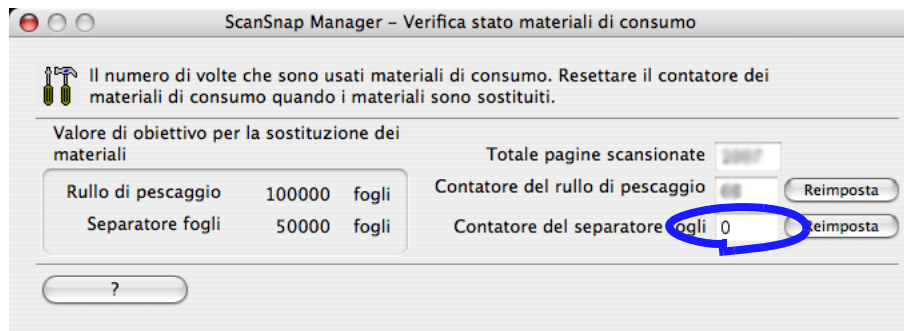 ScanSnap Manager – Verifica stato materiali di consumo
Il numero di volte che sono usati materiali di consumo. Resettare il contatore dei
materiali di consumo quando i materiali sono sostituiti.
Valore di obiettivo per la sostituzione dei
materiali
Rullo di pescaggio 100000 fogli
Separatore fogli 50000 fogli
Totale pagine scansionate
Contatore del rullo di pescaggio Reimposta
Contatore del separatore fogli 0 Reimposta
?